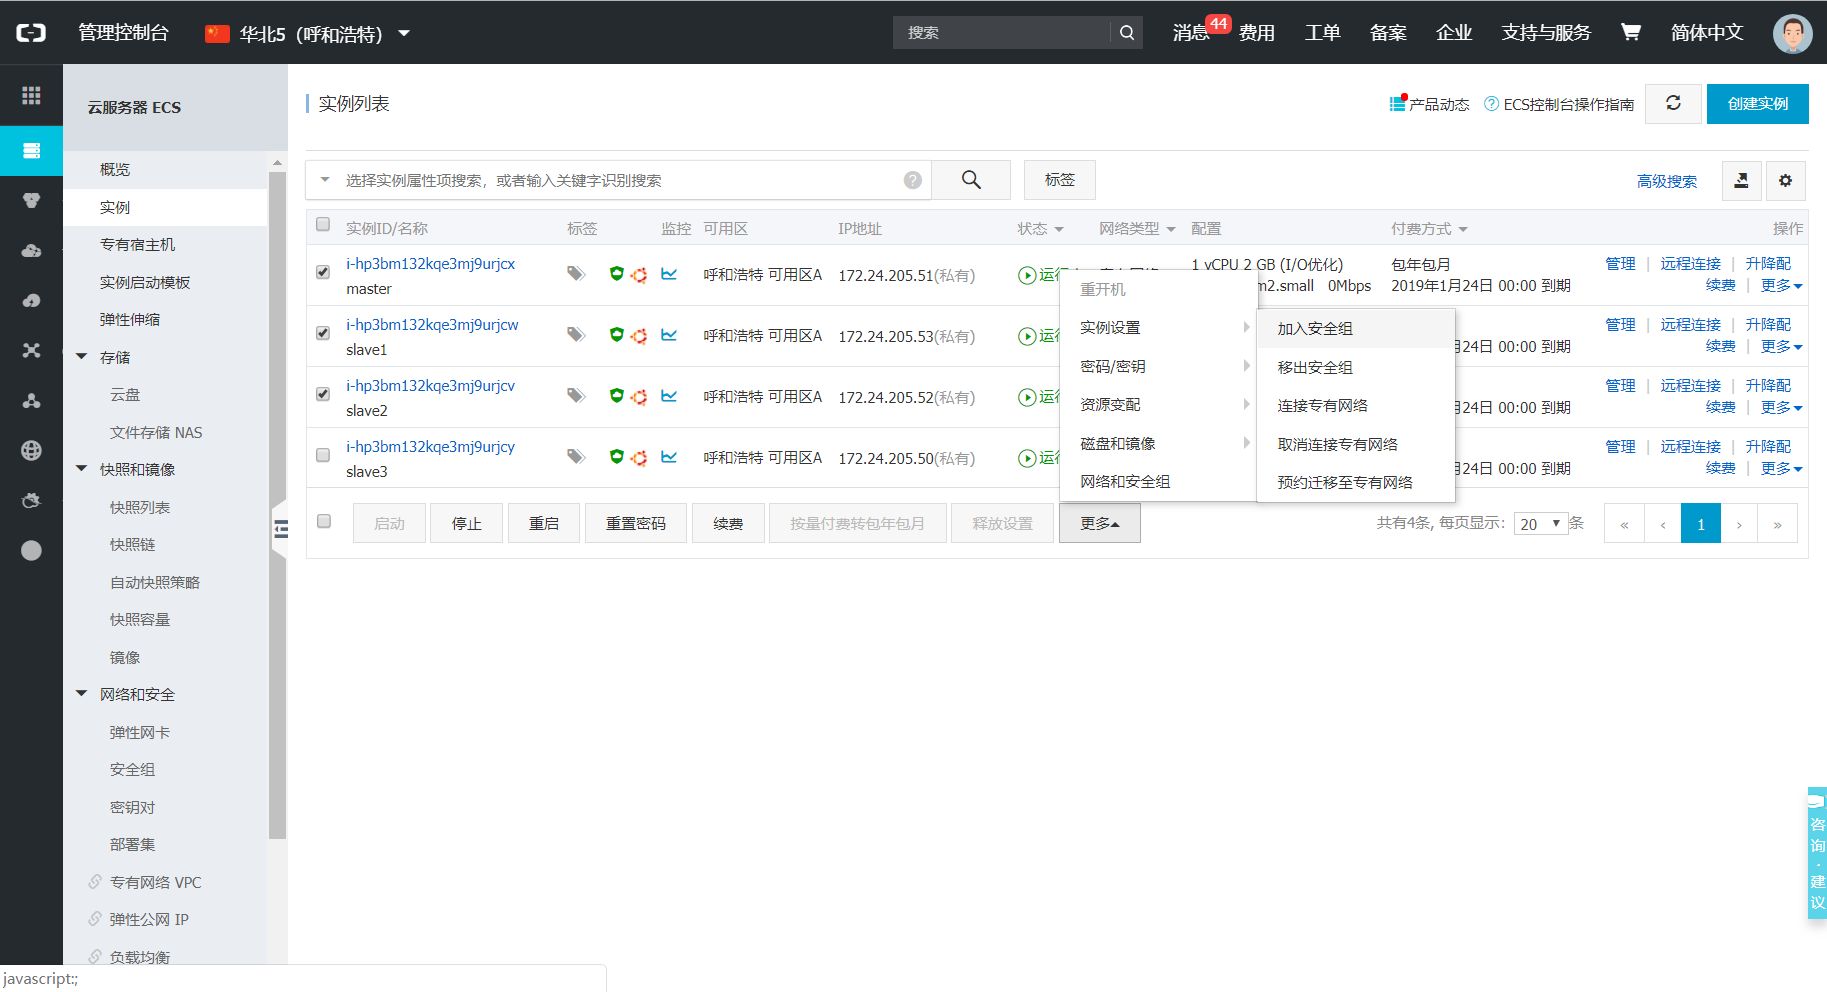 管理控制台
华北5（呼和浩特）
搜索
消息 44
费用
工单
备案
企业
支持与服务
简体中文
云服务器 ECS
概览
实例
专有宿主机
实例启动模板
弹性伸缩
存储
云盘
文件存储 NAS
快照和镜像
快照列表
快照链
自动快照策略
快照容量
镜像
网络和安全
弹性网卡
安全组
密钥对
部署集
专有网络 VPC
弹性公网 IP
负载均衡
javascript:;
实例列表
产品动态
ECS控制台操作指南
创建实例
选择实例属性项搜索，或者输入关键字识别搜索
标签
高级搜索
实例ID/名称 标签 监控 可用区 IP地址 状态 网络类型 配置 付费方式 操作
i-hp3bm132kqe3mj9urjcx
master
呼和浩特 可用区A 172.24.205.51(私有)
1 vCPU 2 GB (I/O优化)
m2.small 0Mbps
包年包月
2019年1月24日 00:00 到期
管理 | 远程连接 | 升降配
续费 | 更多
i-hp3bm132kqe3mj9urjcw
slave1
呼和浩特 可用区A 172.24.205.53(私有)
月24日 00:00 到期
管理 | 远程连接 | 升降配
续费 | 更多
i-hp3bm132kqe3mj9urjcv
slave2
呼和浩特 可用区A 172.24.205.52(私有)
月24日 00:00 到期
管理 | 远程连接 | 升降配
续费 | 更多
i-hp3bm132kqe3mj9urjcy
slave3
呼和浩特 可用区A 172.24.205.50(私有)
月24日 00:00 到期
管理 | 远程连接 | 升降配
续费 | 更多
重开机
实例设置
密码/密钥
资源变配
磁盘和镜像
网络和安全组
加入安全组
移出安全组
连接专有网络
取消连接专有网络
预约迁移至专有网络
启动
停止
重启
重置密码
续费
按量付费转包年包月
释放设置
更多
共有4条, 每页显示: 20 条
« ‹ 1 › »
咨询·建议